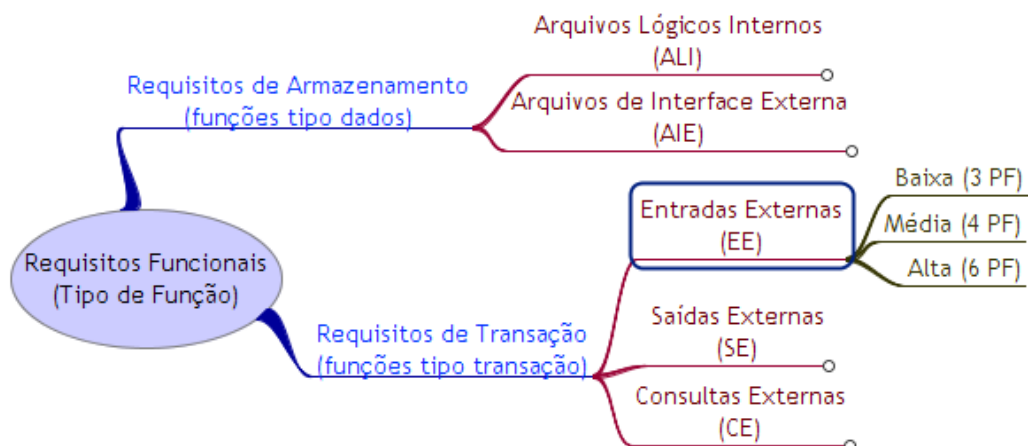 Arquivos Lógicos Internos
(ALI)
Requisitos de Armazenamento
(funções tipo dados)
Arquivos de Interface Externa
(AIE)
Baixa (3 PF)
Entradas Externas
(EE)
Média (4 PF)
Alta (6 PF)
Requisitos Funcionais
(Tipo de Função)
Requisitos de Transação
(funções tipo transação)
Saídas Externas
(SE)
Consultas Externas
(CE)